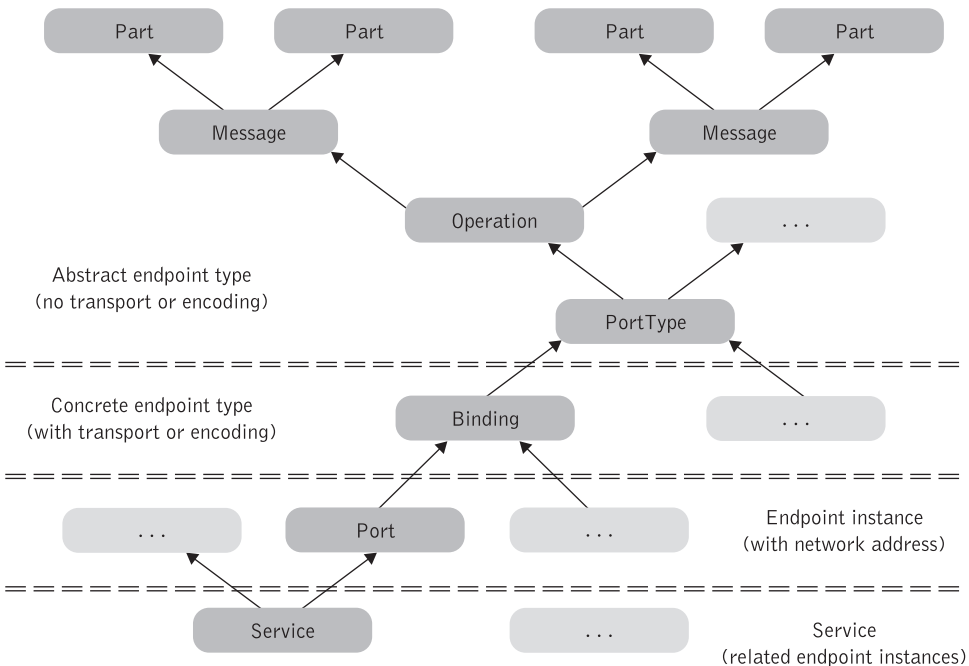 Part Part Part Part
Message Message
Operation ...
Abstract endpoint type
(no transport or encoding)
PortType
Concrete endpoint type
(with transport or encoding)
Binding ...
... Port ...
Endpoint instance
(with network address)
Service ...
Service
(related endpoint instances)